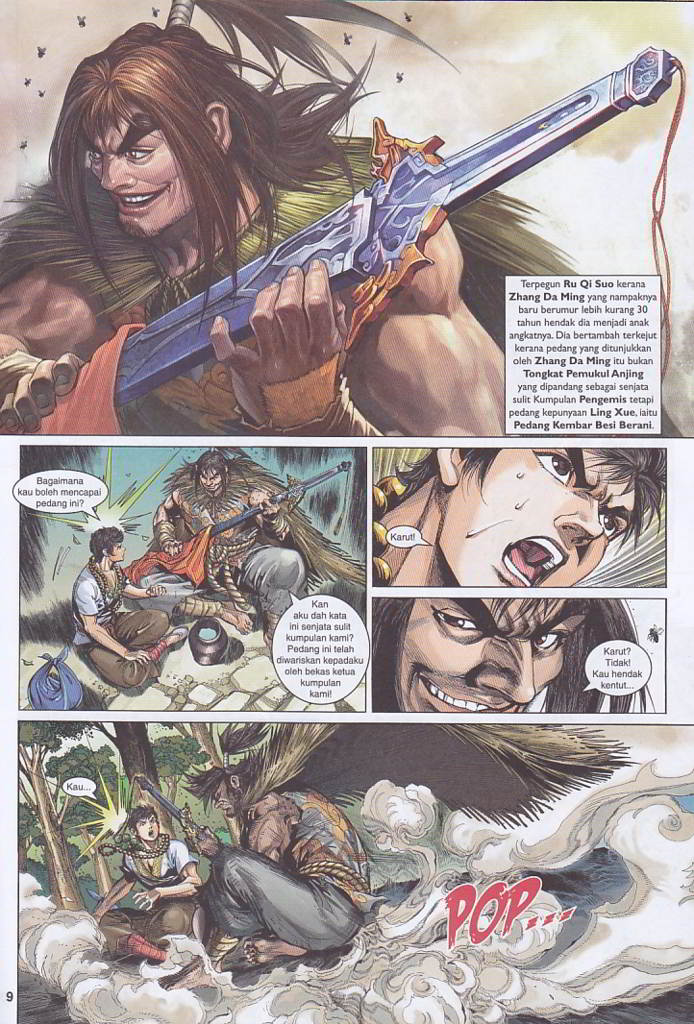 Terpegun Ru Qi Suo kerana
Zhang Da Ming yang nampaknya
baru berumur lebih kurang 30
tahun hendak dia menjadi anak
angkatnya. Dia bertambah terkejut
kerana pedang yang ditunjukkan
oleh Zhang Da Ming itu bukan
Tongkat Pemukul Anjing
yang dipandang sebagai senjata
sulit Kumpulan Pengemis tetapi
pedang kepunyaan Ling Xue, iaitu
Pedang Kembar Besi Berani.
Bagaimana
kau boleh mencapai
pedang ini?
Kan
aku dah kata
ini senjata sulit
kumpulan kami?
Pedang ini telah
diwariskan kepadaku
oleh bekas ketua
kumpulan
kami!
Karut!
Karut?
Tidak!
Kau hendak
kentut...
Kau...
POP...
9